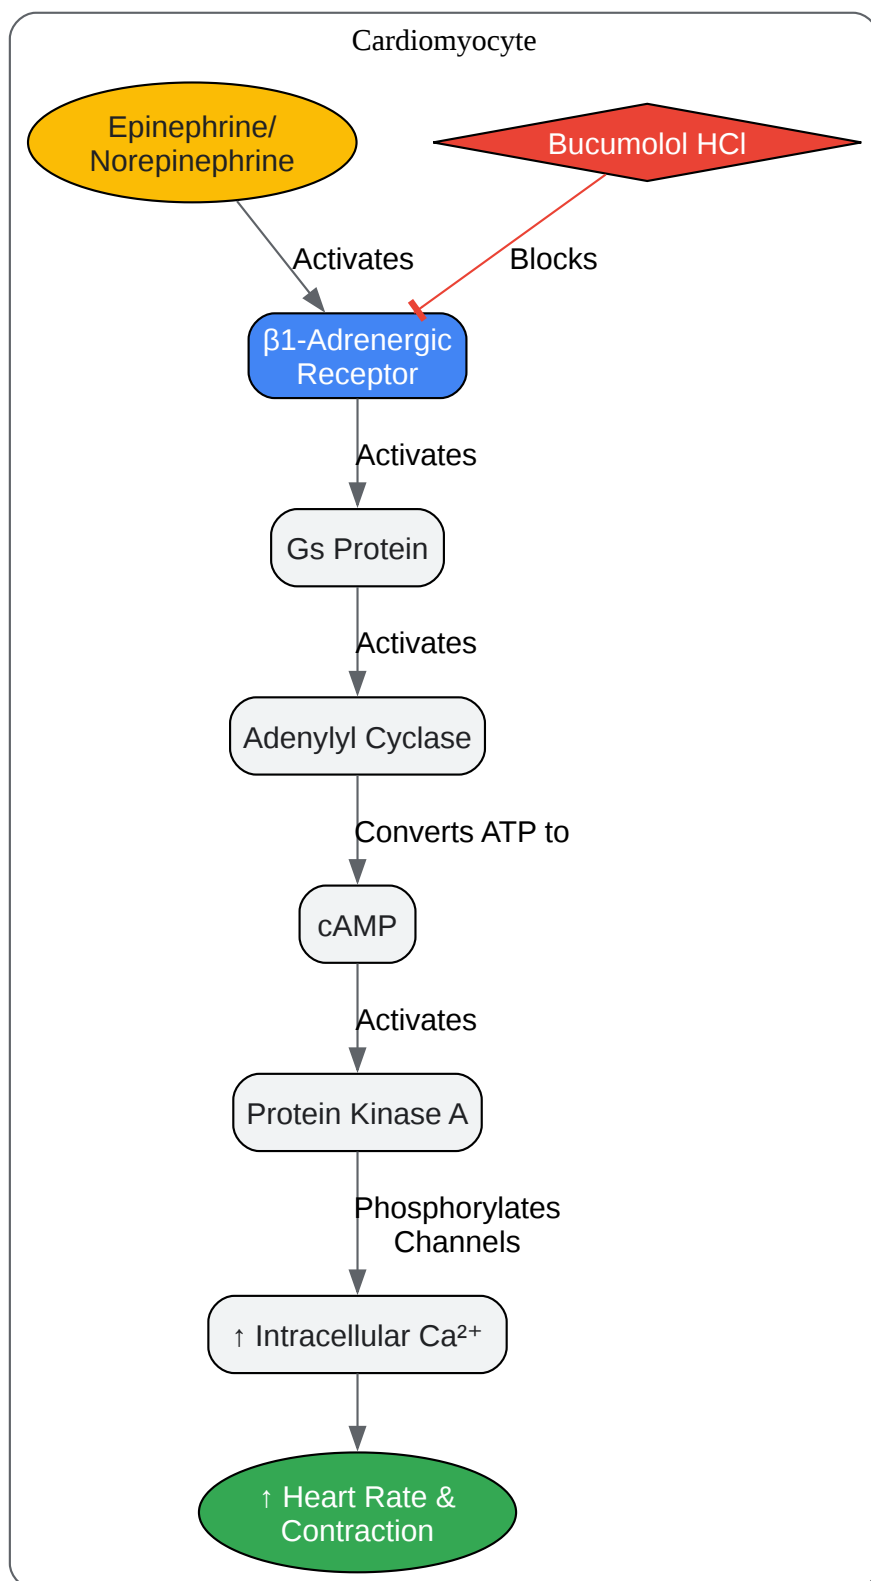 Cardiomyocyte
Epinephrine/
Norepinephrine
Bucumolol HCl
Activates
Blocks
β1-Adrenergic
Receptor
Activates
Gs Protein
Activates
Adenylyl Cyclase
Converts ATP to
cAMP
Activates
Protein Kinase A
Phosphorylates
Channels
↑ Intracellular Ca²⁺
↑ Heart Rate &
Contraction